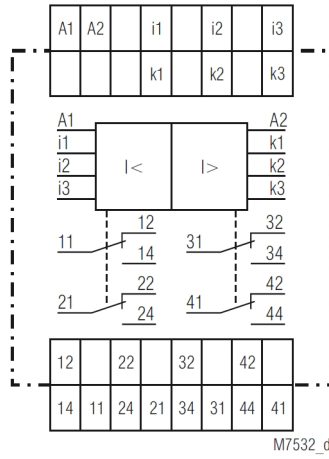 A1 A2 i1 i2 i3
k1 k2 k3
A1 A2
i1 k1
i2 I< I> k2
i3 k3
12 32
11 14 31 34
22 42
21 24 41 44
12 22 32 42
14 11 24 21 34 31 44 41
M7532_d